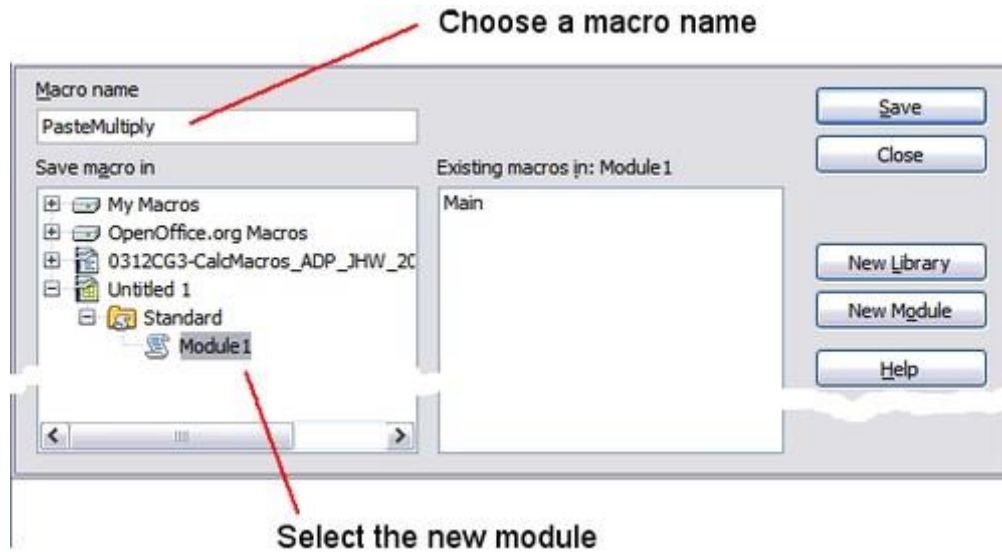 Choose a macro name
Macro name
PasteMultiply
Save macro in
My Macros
OpenOffice.org Macros
0312CG3-CalcMacros_ADP_JHW_20
Untitled 1
Standard
Module1
Existing macros in: Module1
Main
Save
Close
New Library
New Module
Help
Select the new module